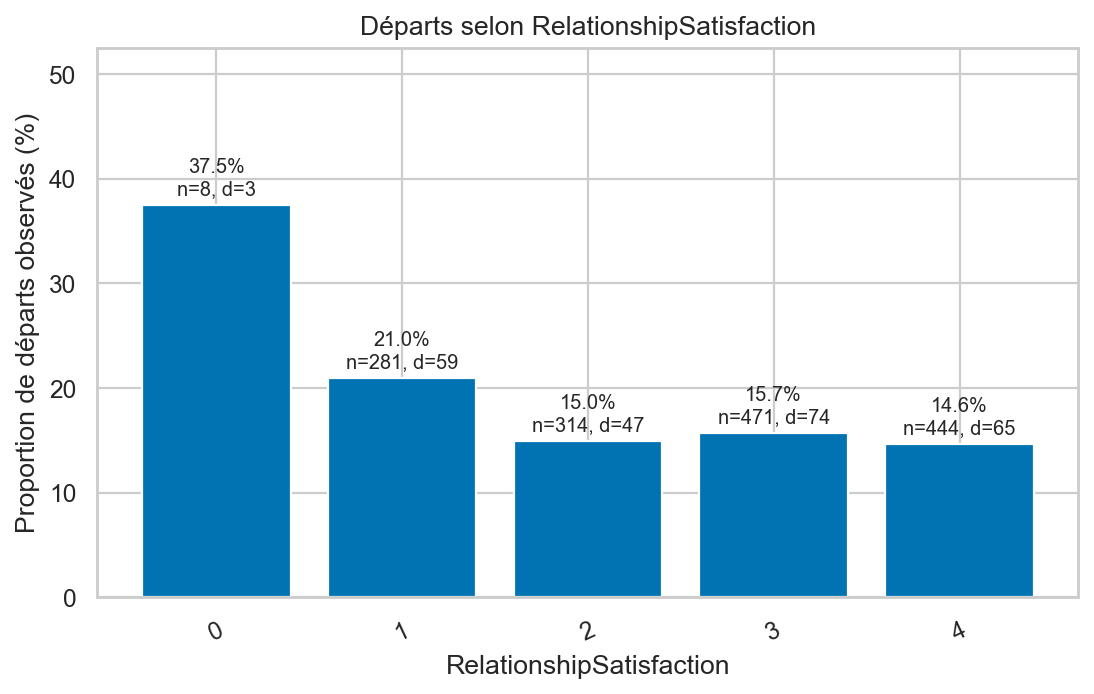 Départs selon RelationshipSatisfaction
Proportion de départs observés (%)
50
40
30
20
10
0
37.5%
n=8, d=3
21.0%
n=281, d=59
15.0%
n=314, d=47
15.7%
n=471, d=74
14.6%
n=444, d=65
0
1
2
3
4
RelationshipSatisfaction